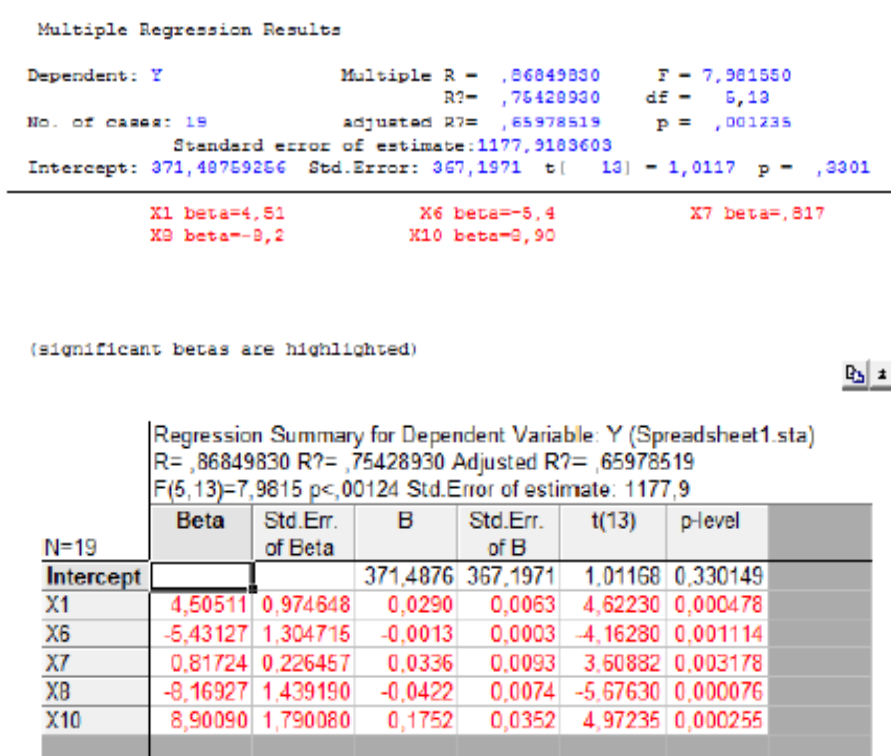 Multiple Regression Results
Dependent: Y Multiple R = ,86849830 F = 7,981550
R?= ,75428930 df = 5,13
No. of cases: 19 adjusted R?= ,65978519 p = ,001235
Standard error of estimate:1177,9183603
Intercept: 371,48759256 Std.Error: 367,1971 t( 13) = 1,0117 p = ,3301
X1 beta=4,51 X6 beta=-5,4 X7 beta=,817
X8 beta=-8,2 X10 beta=8,90
(significant betas are highlighted)
Regression Summary for Dependent Variable: Y (Spreadsheet1.sta)
R= ,86849830 R?= ,75428930 Adjusted R?= ,65978519
F(5,13)=7,9815 p<,00124 Std.Error of estimate: 1177,9
N=19 Beta Std.Err. of Beta B Std.Err. of B t(13) p-level
Intercept 371,4876 367,1971 1,01168 0,330149
X1 4,50511 0,974648 0,0290 0,0063 4,62230 0,000478
X6 -5,43127 1,304715 -0,0013 0,0003 -4,16280 0,001114
X7 0,81724 0,226457 0,0336 0,0093 3,60882 0,003178
X8 -8,16927 1,439190 -0,0422 0,0074 -5,67630 0,000076
X10 8,90090 1,790080 0,1752 0,0352 4,97235 0,000255